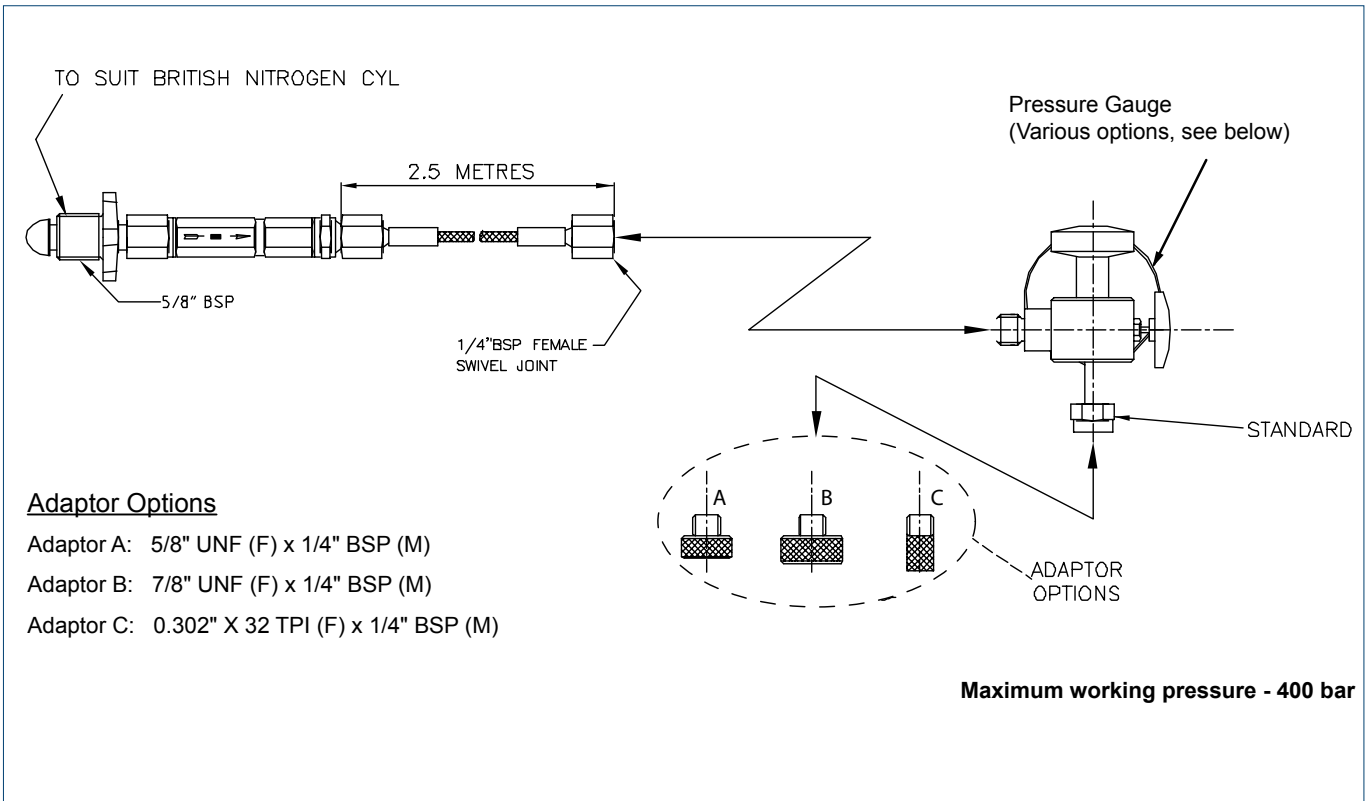 TO SUIT BRITISH NITROGEN CYL
Pressure Gauge
(Various options, see below)
2.5 METRES
5/8" BSP
1/4"BSP FEMALE
SWIVEL JOINT
STANDARD
A
B
C
ADAPTOR
OPTIONS
Adaptor Options
Adaptor A: 5/8" UNF (F) x 1/4" BSP (M)
Adaptor B: 7/8" UNF (F) x 1/4" BSP (M)
Adaptor C: 0.302" X 32 TPI (F) x 1/4" BSP (M)
Maximum working pressure - 400 bar